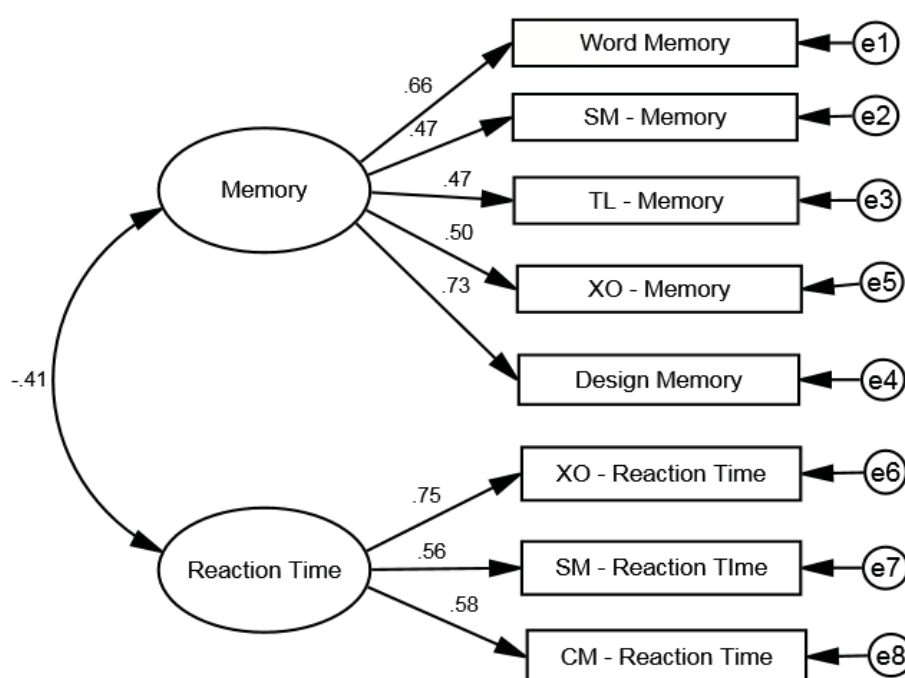 Word Memory
e1
.66
SM - Memory
e2
.47
Memory
TL - Memory
e3
.47
XO - Memory
e5
.50
Design Memory
e4
.73
-.41
XO - Reaction Time
e6
.75
Reaction Time
SM - Reaction TIme
e7
.56
CM - Reaction Time
e8
.58